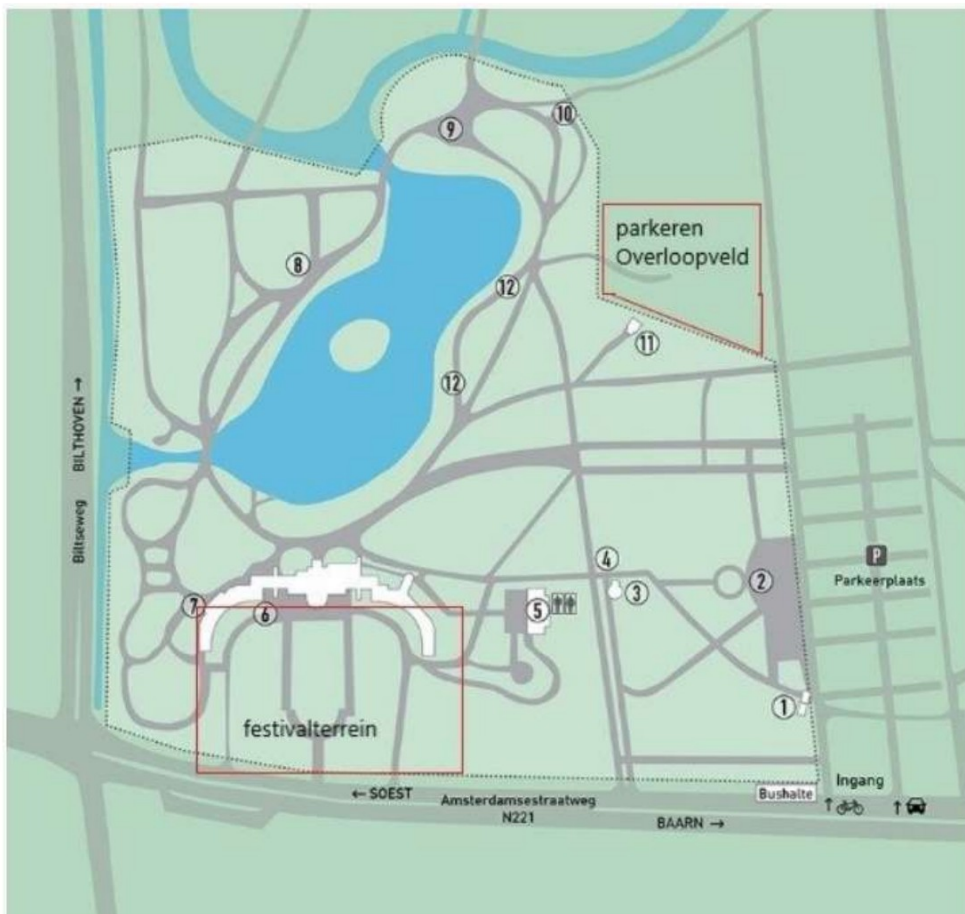 10
9
parkeren
Overloopveld
8
12
11
12
BILTHOVEN →
Biltseweg
P
Parkeerplaats
4
3
2
5
7
6
1
festivalterrein
← SOEST
Amsterdamsestraatweg
N221
BAARN →
Bushalte
Ingang
↑
↑